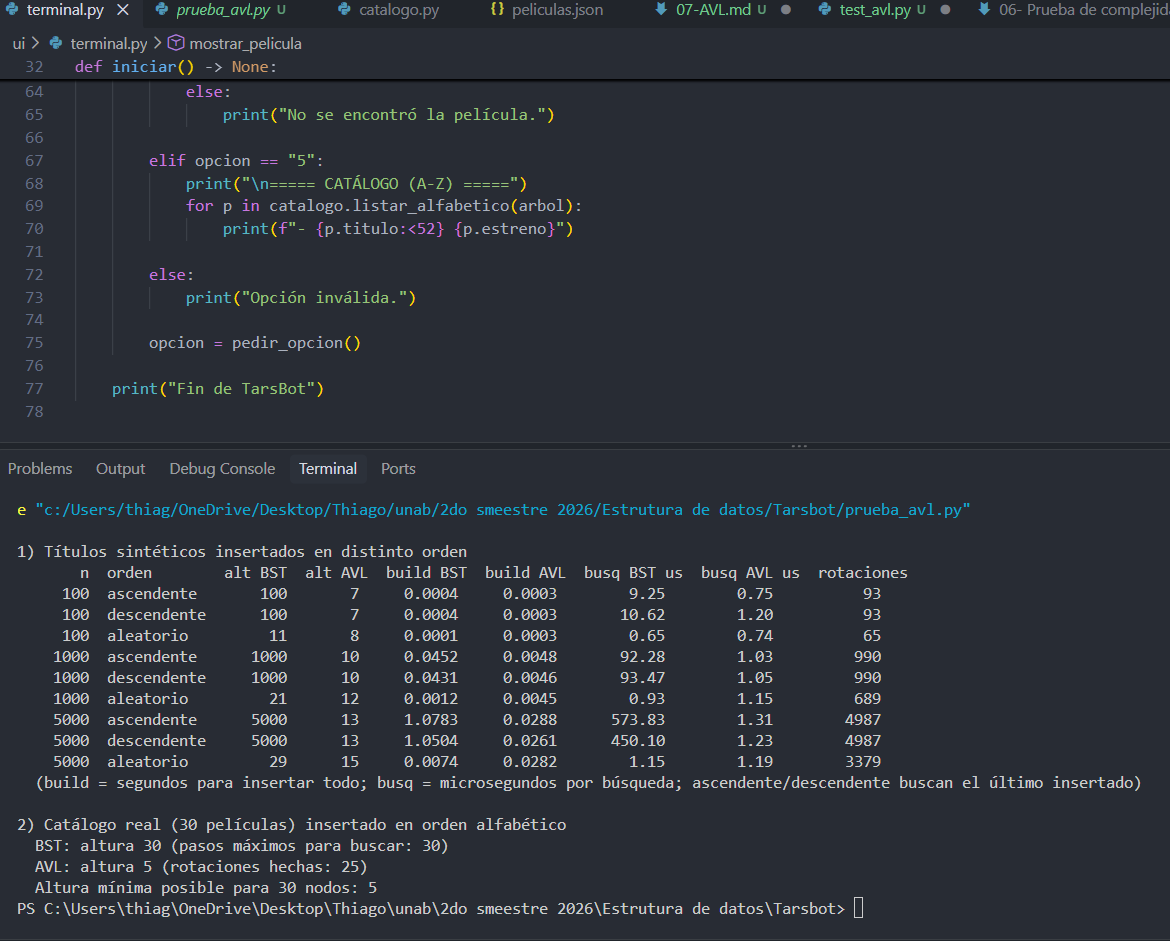 terminal.py X prueba_avl.py U catalogo.py {} peliculas.json 07-AVL.md U ● test_avl.py U ● 06- Prueba de complejid
ui > terminal.py > mostrar_pelicula
32 def iniciar() -> None:
64 else:
65 print("No se encontró la película.")
66
67 elif opcion == "5":
68 print("\n===== CATÁLOGO (A-Z) =====")
69 for p in catalogo.listar_alfabetico(arbol):
70 print(f"- {p.titulo:<52} {p.estreno}")
71
72 else:
73 print("Opción inválida.")
74
75 opcion = pedir_opcion()
76
77 print("Fin de TarsBot")
78
Problems Output Debug Console Terminal Ports
e "c:/Users/thiag/OneDrive/Desktop/Thiago/unab/2do smeestre 2026/Estrutura de datos/Tarsbot/prueba_avl.py"
1) Títulos sintéticos insertados en distinto orden
n orden alt BST alt AVL build BST build AVL busq BST us busq AVL us rotaciones
100 ascendente 100 7 0.0004 0.0003 9.25 0.75 93
100 descendente 100 7 0.0004 0.0003 10.62 1.20 93
100 aleatorio 11 8 0.0001 0.0003 0.65 0.74 65
1000 ascendente 1000 10 0.0452 0.0048 92.28 1.03 990
1000 descendente 1000 10 0.0431 0.0046 93.47 1.05 990
1000 aleatorio 21 12 0.0012 0.0045 0.93 1.15 689
5000 ascendente 5000 13 1.0783 0.0288 573.83 1.31 4987
5000 descendente 5000 13 1.0504 0.0261 450.10 1.23 4987
5000 aleatorio 29 15 0.0074 0.0282 1.15 1.19 3379
(build = segundos para insertar todo; busq = microsegundos por búsqueda; ascendente/descendente buscan el último insertado)
2) Catálogo real (30 películas) insertado en orden alfabético
BST: altura 30 (pasos máximos para buscar: 30)
AVL: altura 5 (rotaciones hechas: 25)
Altura mínima posible para 30 nodos: 5
PS C:\Users\thiag\OneDrive\Desktop\Thiago\unab\2do smeestre 2026\Estrutura de datos\Tarsbot>